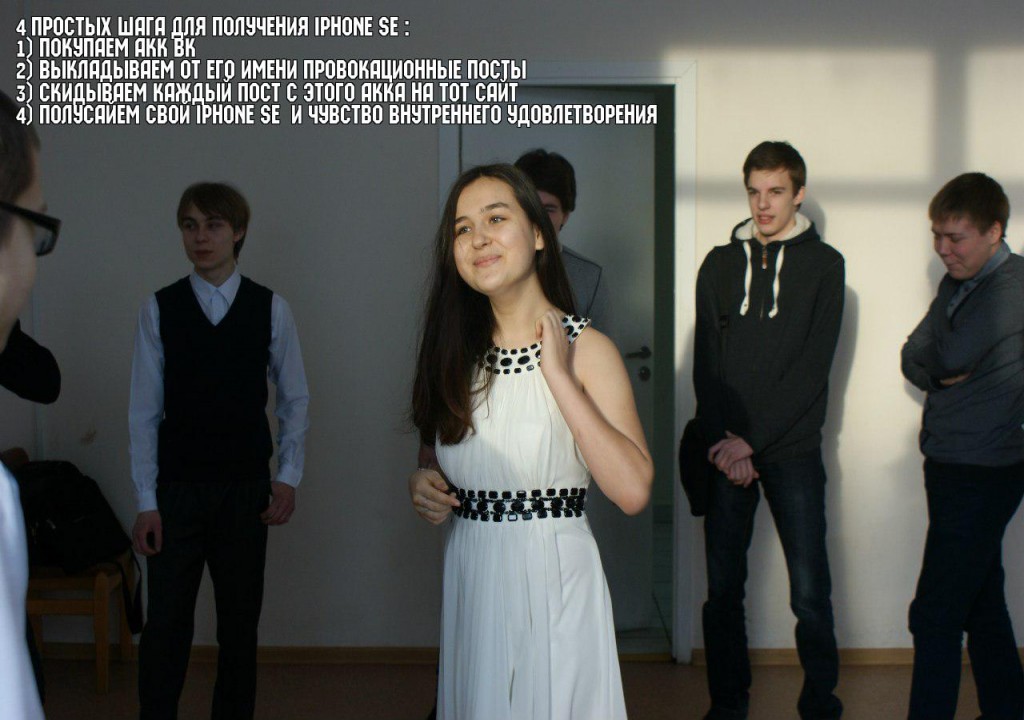 4 ПРОСТЫХ ШАГА ДЛЯ ПОЛУЧЕНИЯ IPHONE SE :
1) ПОКУПАЕМ АКК ВК
2) ВЫКЛАДЫВАЕМ ОТ ЕГО ИМЕНИ ПРОВОКАЦИОННЫЕ ПОСТЫ
3) СКИДЫВАЕМ КАЖДЫЙ ПОСТ С ЭТОГО АККА НА ТОТ САЙТ
4) ПОЛУСАЙЕМ СВОЙ IPHONE SE И ЧУВСТВО ВНУТРЕННЕГО УДОВЛЕТВОРЕНИЯ